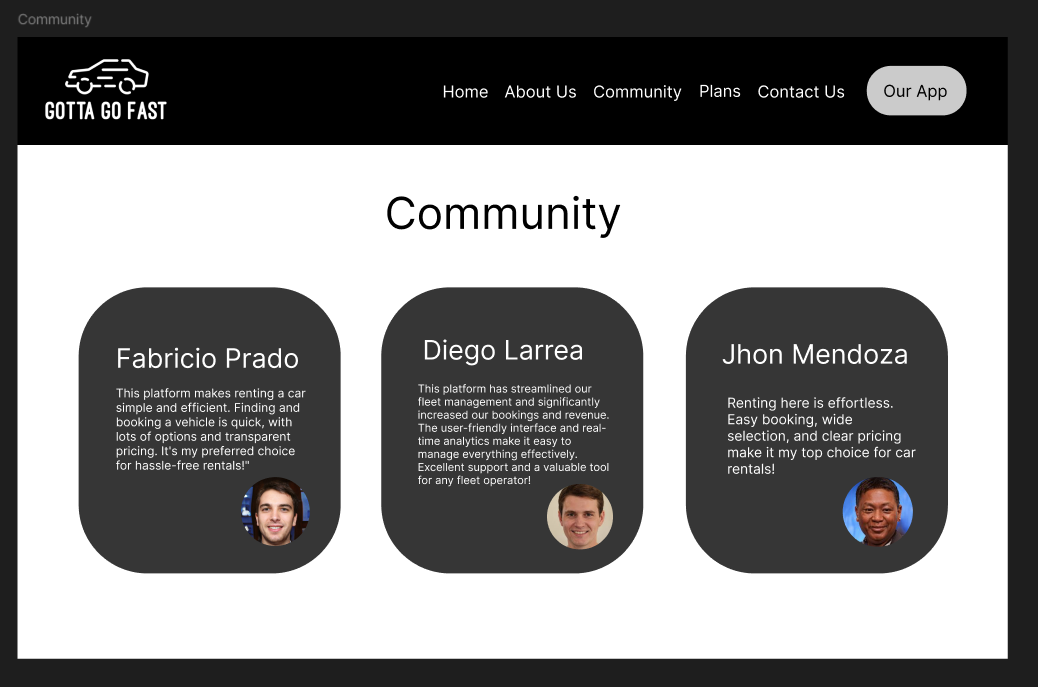 Community
GOTTA GO FAST
Home About Us Community Plans Contact Us Our App
Community
Fabricio Prado
This platform makes renting a car
simple and efficient. Finding and
booking a vehicle is quick, with
lots of options and transparent
pricing. It's my preferred choice
for hassle-free rentals!"
Diego Larrea
This platform has streamlined our
fleet management and significantly
increased our bookings and revenue.
The user-friendly interface and real-
time analytics make it easy to
manage everything effectively.
Excellent support and a valuable tool
for any fleet operator!
Jhon Mendoza
Renting here is effortless.
Easy booking, wide
selection, and clear pricing
make it my top choice for car
rentals!